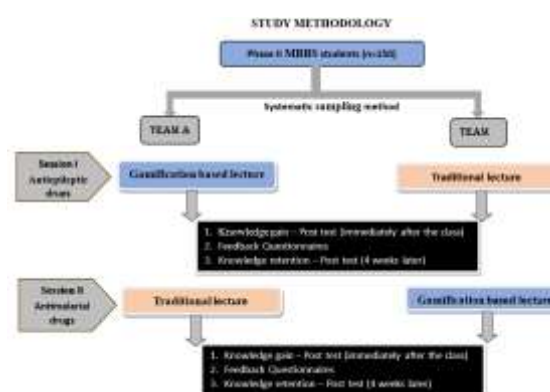 STUDY METHODOLOGY
Phase II MBBS students
Systematic sampling method
TEAM A
TEAM
Session I
Antiepileptic
drugs
Gamification based lecture
Traditional lecture
1. Knowledge gain – Post test (immediately after the class)
2. Feedback Questionnaires
3. Knowledge retention – Post test (4 weeks later)
Session II
Antimalarial
drugs
Traditional lecture
Gamification based lecture
1. Knowledge gain – Post test (immediately after the class)
2. Feedback Questionnaires
3. Knowledge retention – Post test (4 weeks later)